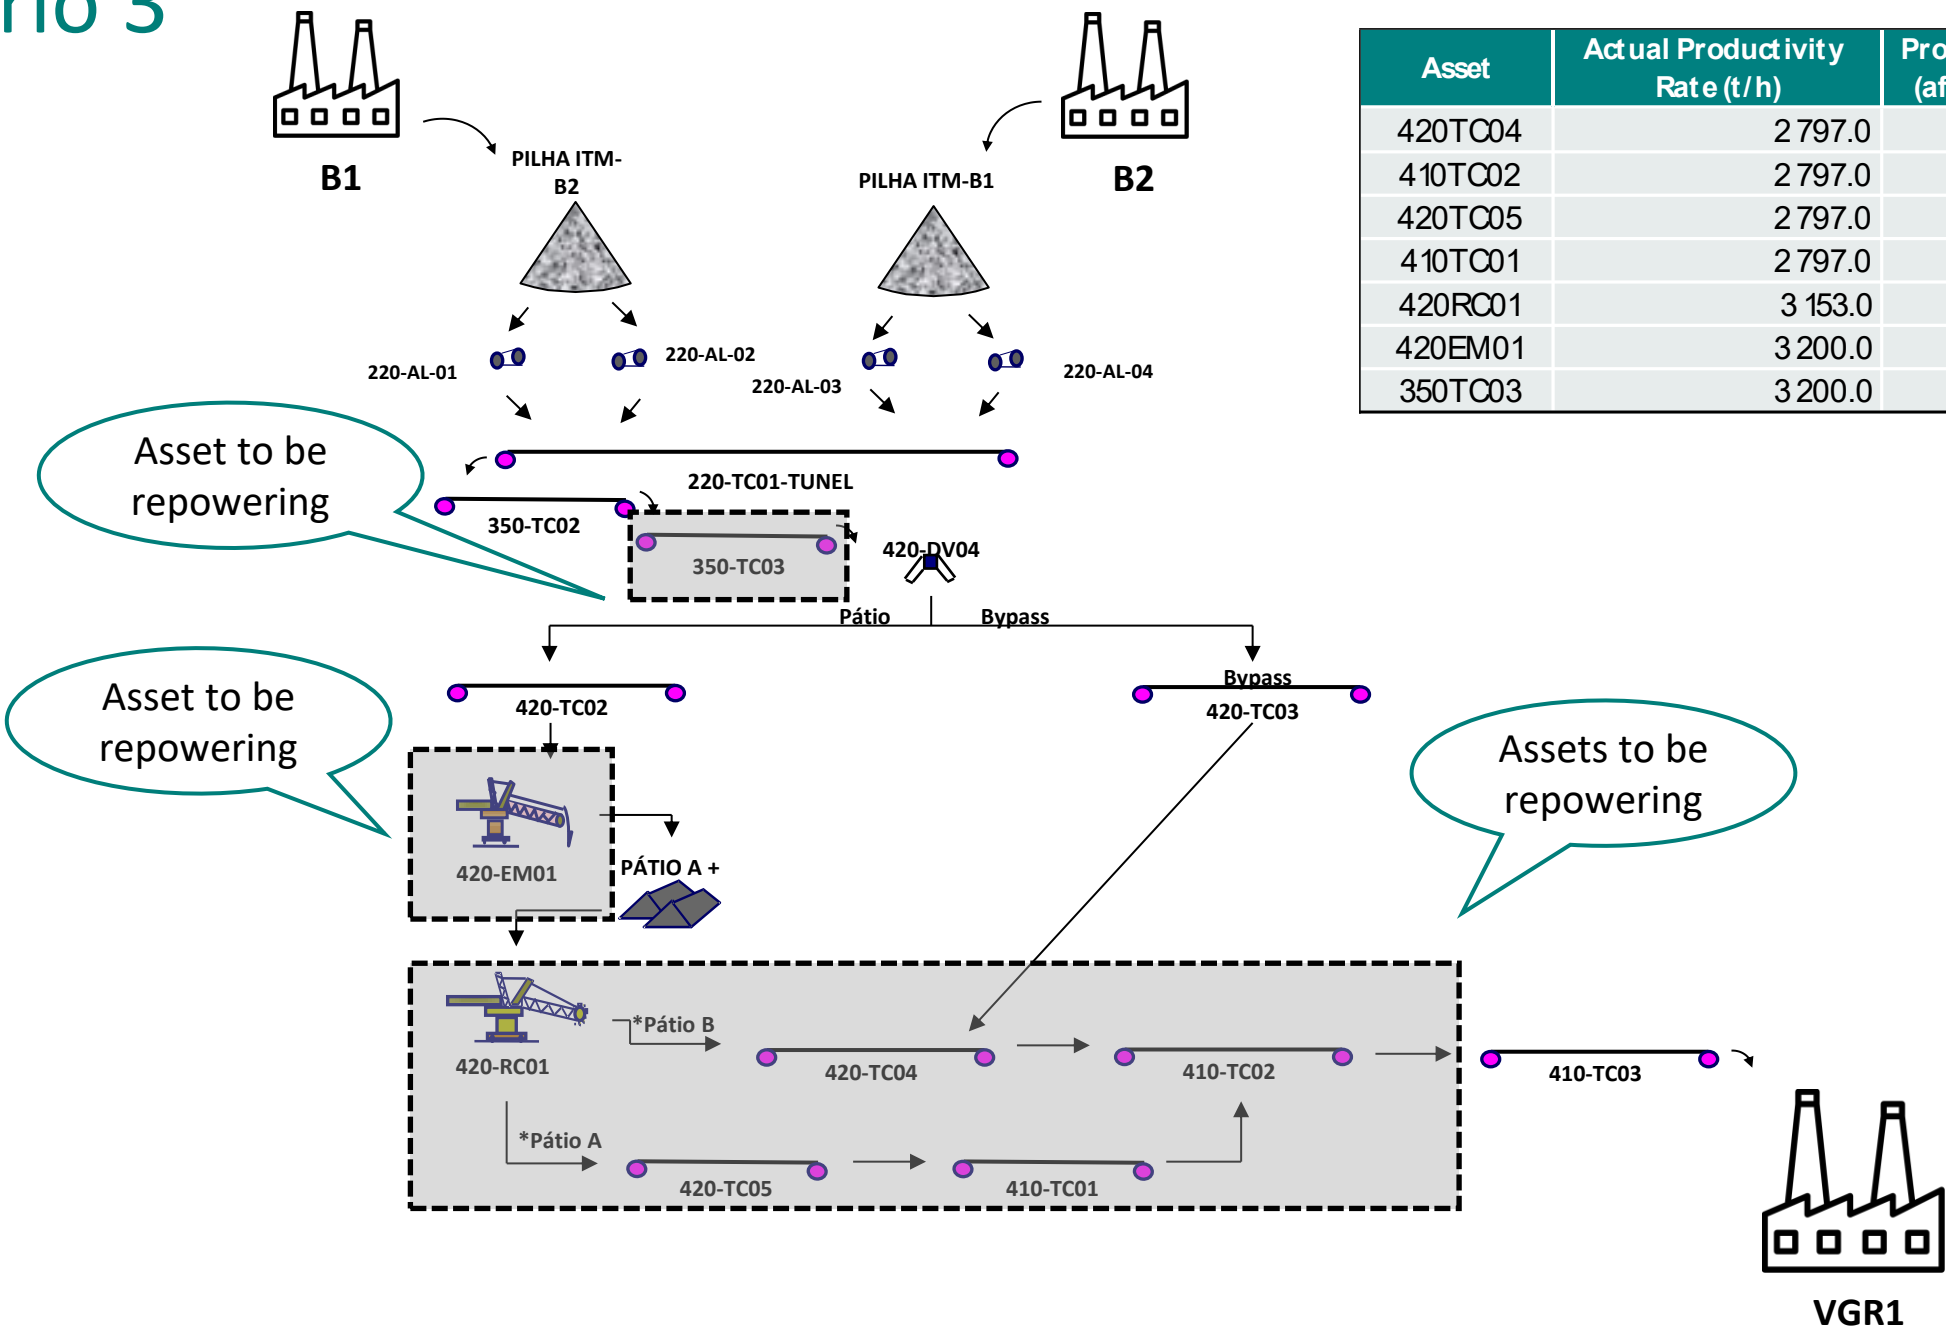 rio 3
B1
B2
PILHA ITM-
B2
PILHA ITM-B1
220-AL-01
220-AL-02
220-AL-03
220-AL-04
220-TC01-TUNEL
350-TC02
350-TC03
420-DV04
Pátio
Bypass
Asset to be
repowering
Asset to be
repowering
Assets to be
repowering
420-TC02
Bypass
420-TC03
420-EM01
PÁTIO A +
420-RC01
*Pátio B
420-TC04
410-TC02
410-TC03
*Pátio A
420-TC05
410-TC01
VGR1
Asset Actual Productivity Rate (t/h) Pro
(af
420TC04 2 797.0
410TC02 2 797.0
420TC05 2 797.0
410TC01 2 797.0
420RC01 3 153.0
420EM01 3 200.0
350TC03 3 200.0